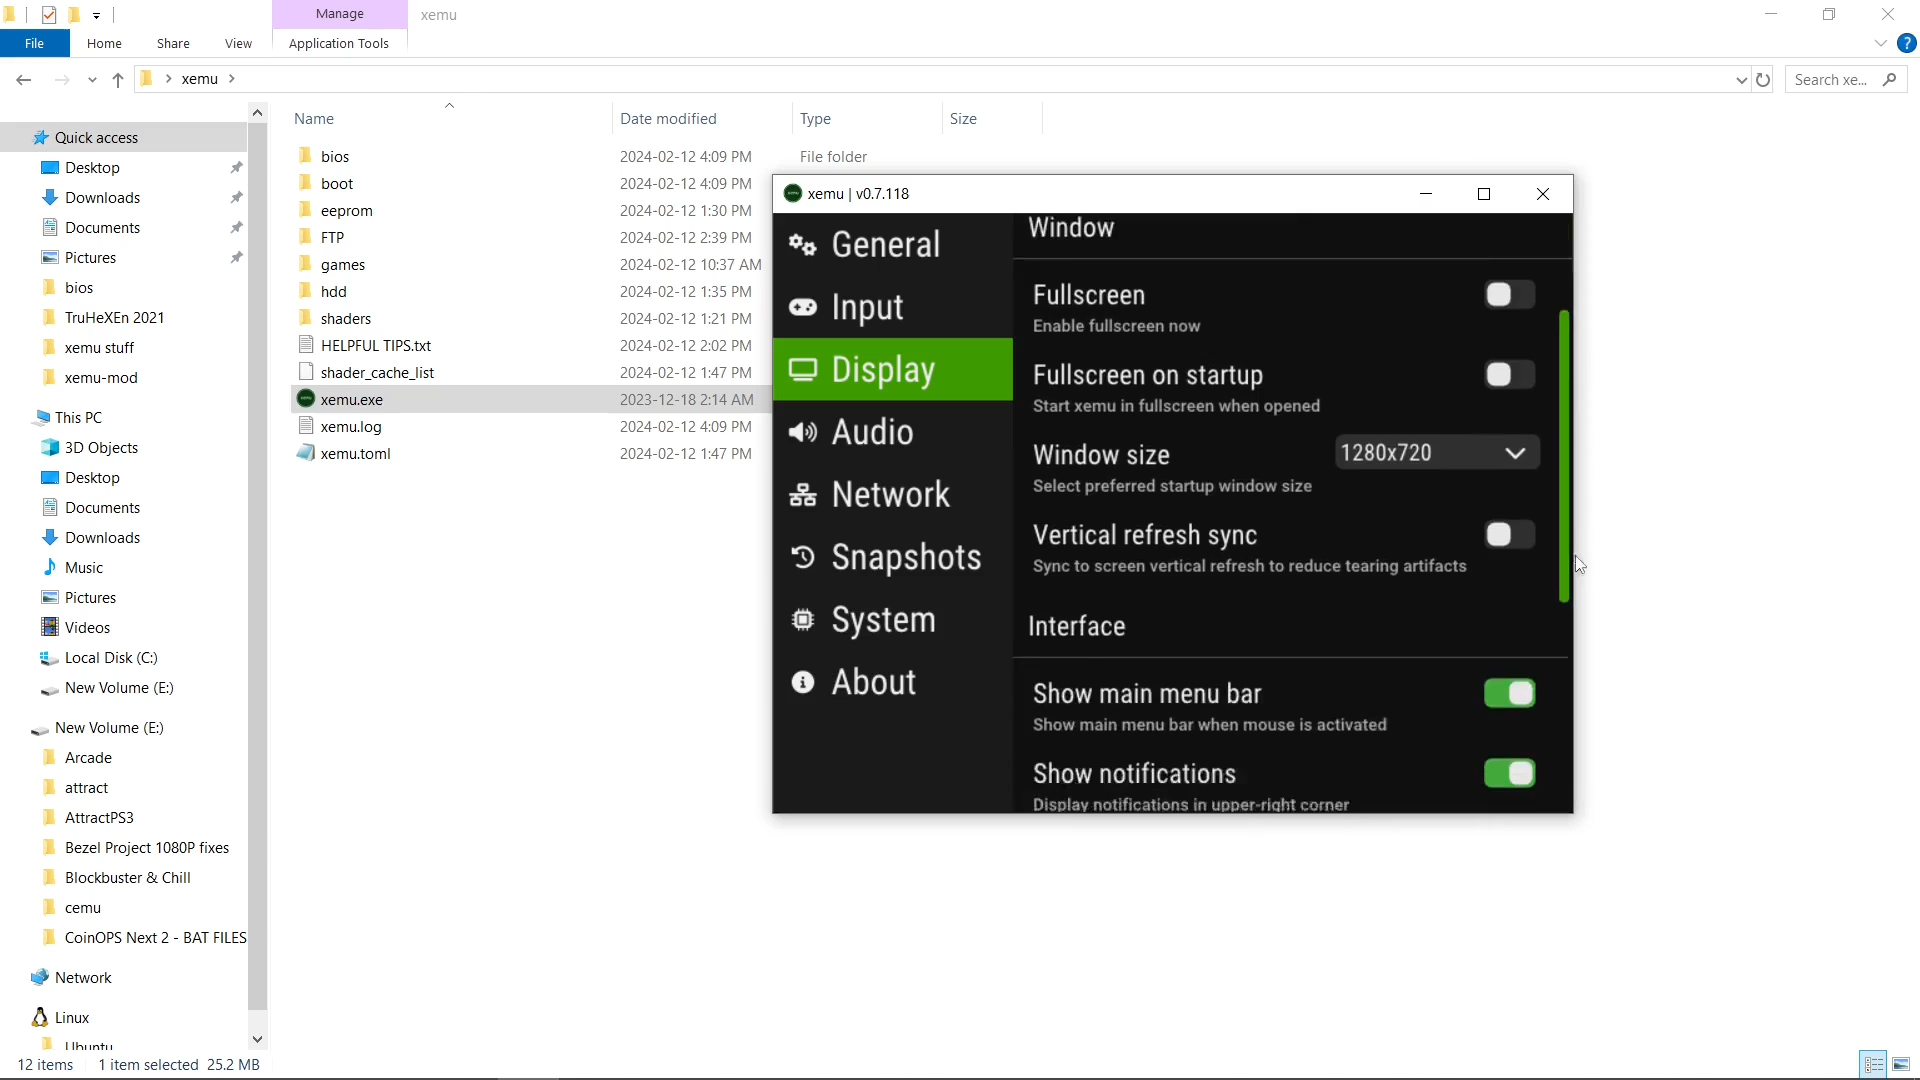 Manage
xemu
File
Home
Share
View
Application Tools
xemu
Search xe...
Name
Date modified
Type
Size
Quick access
Desktop
Downloads
Documents
Pictures
bios
TruHeXEn 2021
xemu stuff
xemu-mod
This PC
3D Objects
Desktop
Documents
Downloads
Music
Pictures
Videos
Local Disk (C:)
New Volume (E:)
New Volume (E:)
Arcade
attract
AttractPS3
Bezel Project 1080P fixes
Blockbuster & Chill
cemu
CoinOPS Next 2 - BAT FILES
Network
Linux
Ubuntu
bios 2024-02-12 4:09 PM File folder
boot 2024-02-12 4:09 PM
eeprom 2024-02-12 1:30 PM
FTP 2024-02-12 2:39 PM
games 2024-02-12 10:37 AM
hdd 2024-02-12 1:35 PM
shaders 2024-02-12 1:21 PM
HELPFUL TIPS.txt 2024-02-12 2:02 PM
shader_cache_list 2024-02-12 1:47 PM
xemu.exe 2023-12-18 2:14 AM
xemu.log 2024-02-12 4:09 PM
xemu.toml 2024-02-12 1:47 PM
xemu | v0.7.118
General
Input
Display
Audio
Network
Snapshots
System
About
Window
Fullscreen
Enable fullscreen now
Fullscreen on startup
Start xemu in fullscreen when opened
Window size
1280x720
Select preferred startup window size
Vertical refresh sync
Sync to screen vertical refresh to reduce tearing artifacts
Interface
Show main menu bar
Show main menu bar when mouse is activated
Show notifications
Display notifications in upper-right corner
12 items 1 item selected 25.2 MB